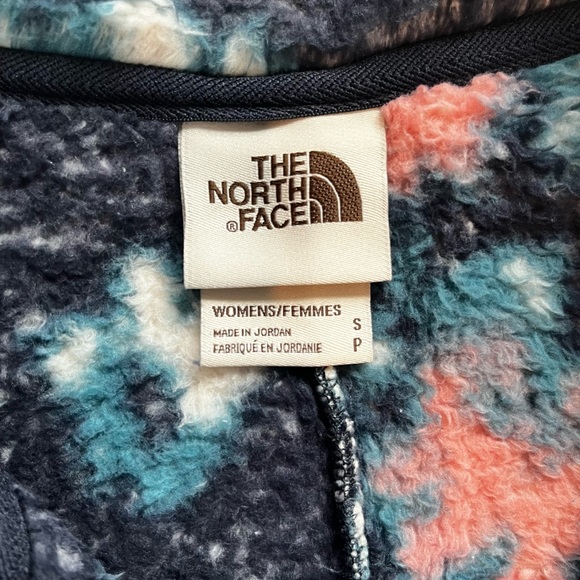 THE
NORTH
®FACE
WOMENS/FEMMES S
MADE IN JORDAN
FABRIQUÉ EN JORDANIE P